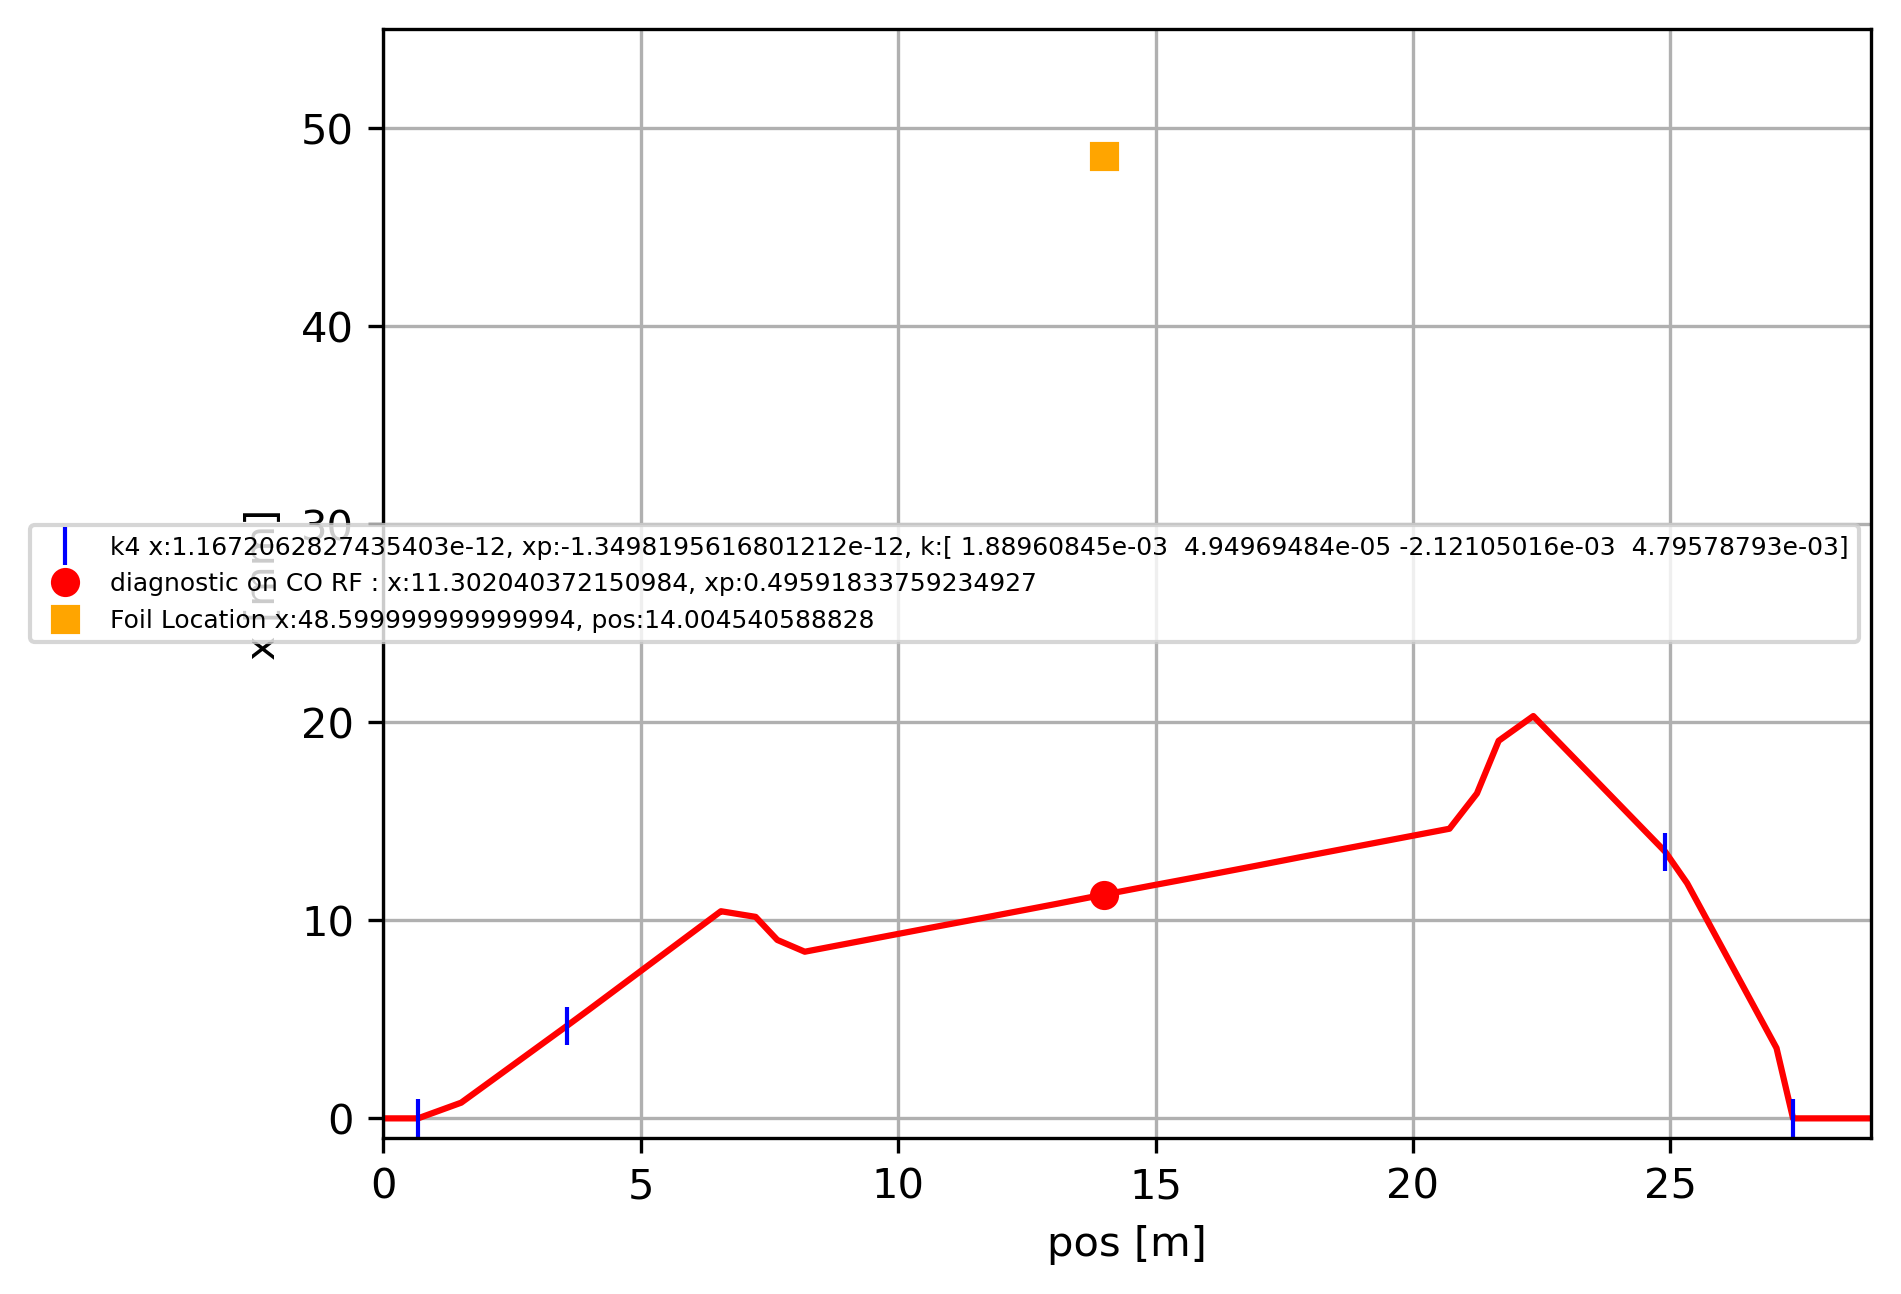 50
40
30
x [mm]
k4 x:1.1672062827435403e-12, xp:-1.3498195616801212e-12, k:[ 1.88960845e-03  4.94969484e-05 -2.12105016e-03  4.79578793e-03]
diagnostic on CO RF : x:11.302040372150984, xp:0.49591833759234927
Foil Location x:48.599999999999994, pos:14.004540588828
20
10
0
0 5 10 15 20 25
pos [m]